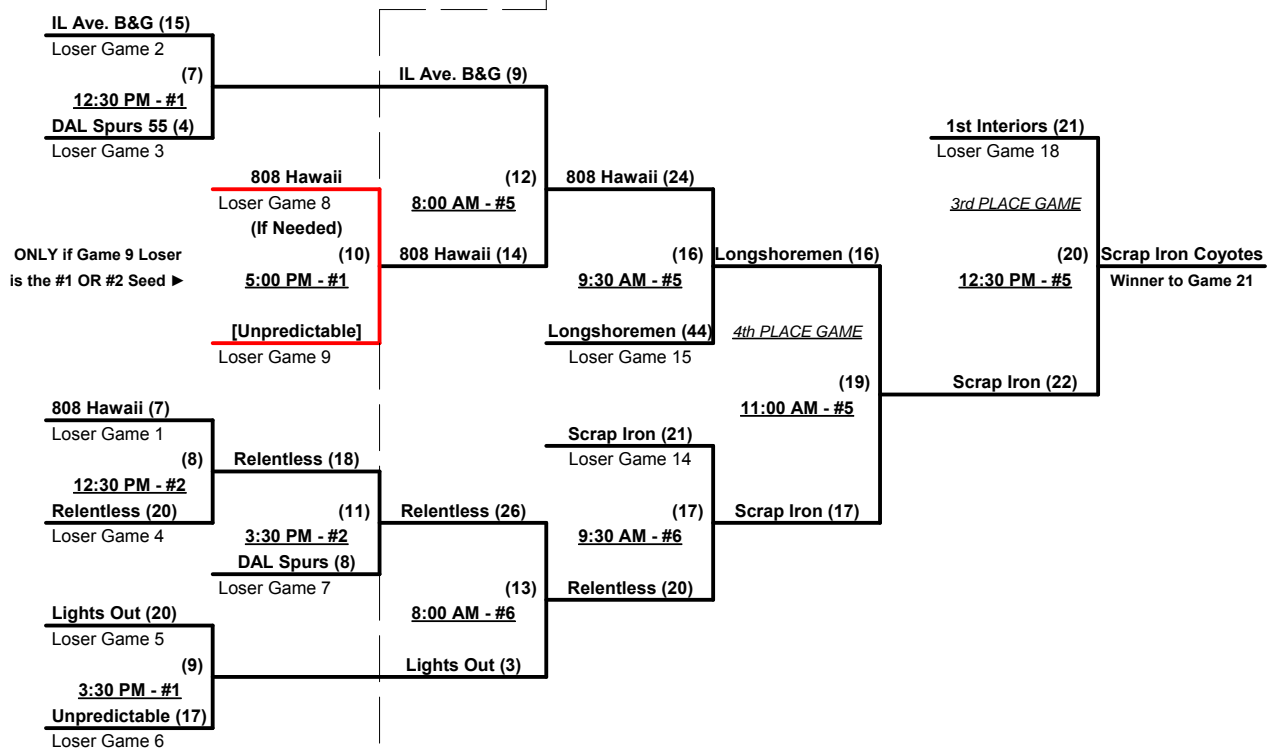 IL Ave. B&G (15)
Loser Game 2
(7)
12:30 PM - #1
DAL Spurs 55 (4)
Loser Game 3
IL Ave. B&G (9)
808 Hawaii
Loser Game 8
(If Needed)
ONLY if Game 9 Loser
is the #1 OR #2 Seed ►
(10)
5:00 PM - #1
[Unpredictable]
Loser Game 9
808 Hawaii (14)
(12)
8:00 AM - #5
808 Hawaii (24)
(16)
9:30 AM - #5
Longshoremen (44)
Loser Game 15
Longshoremen (16)
4th PLACE GAME
(19)
11:00 AM - #5
808 Hawaii (7)
Loser Game 1
(8)
12:30 PM - #2
Relentless (20)
Loser Game 4
Relentless (18)
(11)
3:30 PM - #2
DAL Spurs (8)
Loser Game 7
Relentless (26)
(13)
8:00 AM - #6
Lights Out (20)
Loser Game 5
(9)
3:30 PM - #1
Unpredictable (17)
Loser Game 6
Lights Out (3)
Scrap Iron (21)
Loser Game 14
(17)
9:30 AM - #6
Relentless (20)
Scrap Iron (17)
1st Interiors (21)
Loser Game 18
3rd PLACE GAME
(20)
12:30 PM - #5
Scrap Iron (22)
Scrap Iron Coyotes
Winner to Game 21